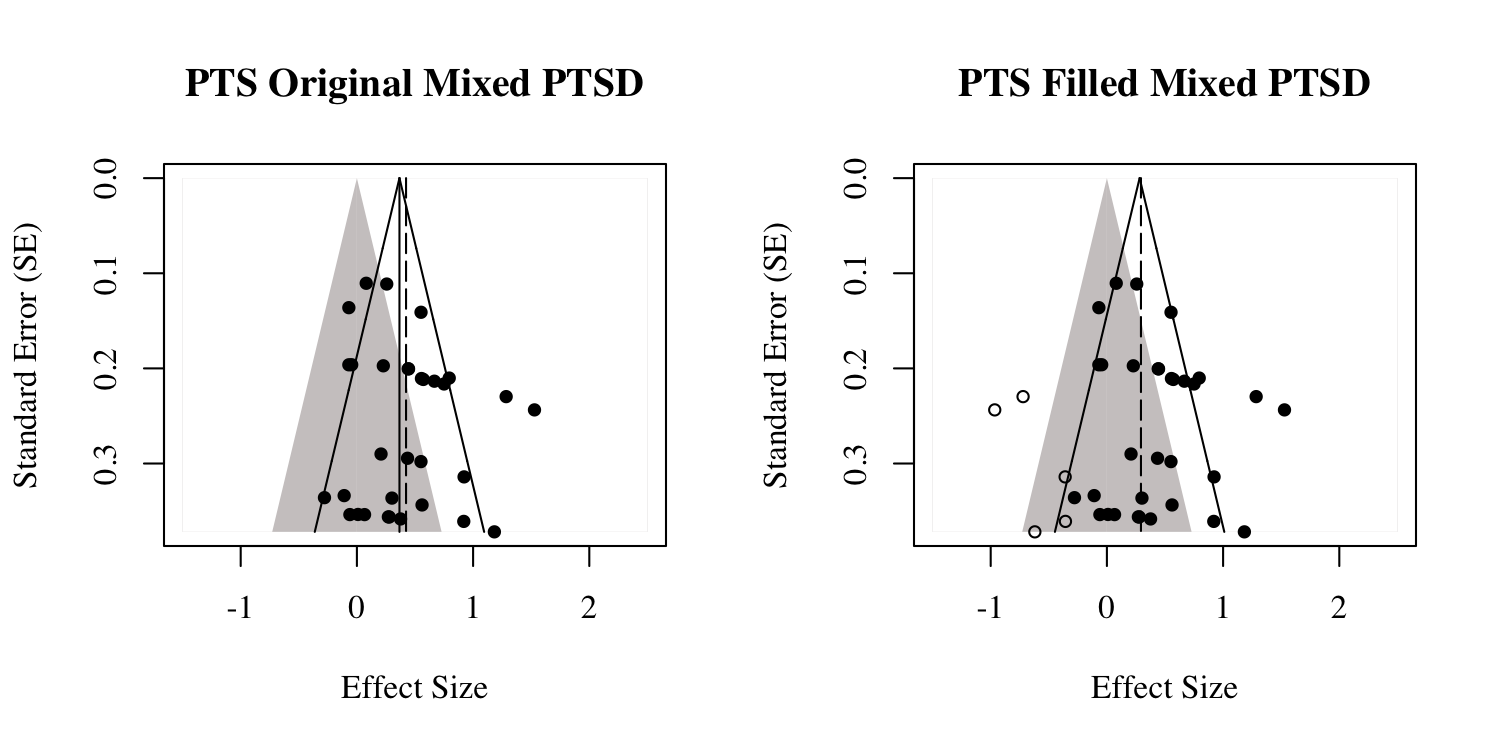 PTS Original Mixed PTSD
Standard Error (SE)
0.0
0.1
0.2
0.3
-1 0 1 2
Effect Size
PTS Filled Mixed PTSD
Standard Error (SE)
0.0
0.1
0.2
0.3
-1 0 1 2
Effect Size